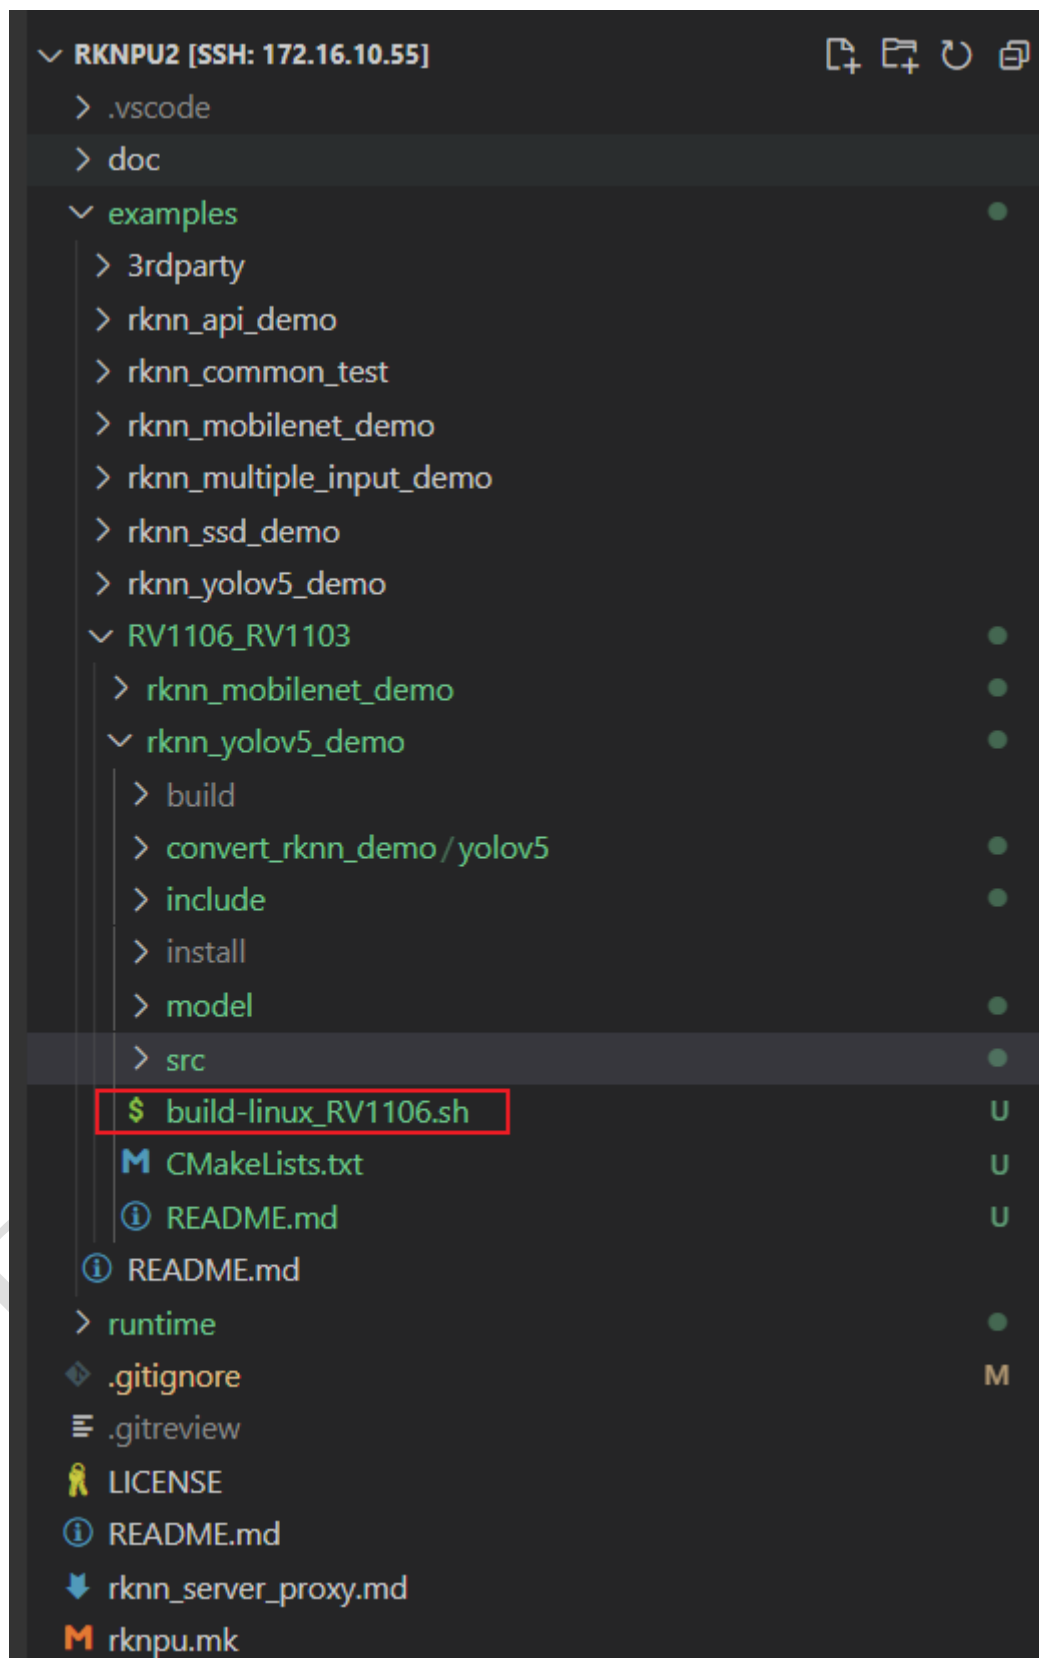 RKNPU2 [SSH: 172.16.10.55]
.vscode
doc
examples
3rdparty
rknn_api_demo
rknn_common_test
rknn_mobilenet_demo
rknn_multiple_input_demo
rknn_ssd_demo
rknn_yolov5_demo
RV1106_RV1103
rknn_mobilenet_demo
rknn_yolov5_demo
build
convert_rknn_demo/yolov5
include
install
model
src
$ build-linux_RV1106.sh U
M CMakeLists.txt U
README.md U
README.md
runtime
.gitignore M
.gitreview
LICENSE
README.md
rknn_server_proxy.md
M rknpu.mk